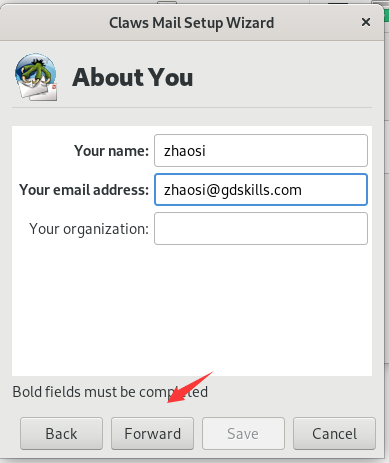 Claws Mail Setup Wizard
About You
Your name: zhaosi
Your email address: zhaosi@gdskills.com
Your organization:
Bold fields must be completed
Back Forward Save Cancel